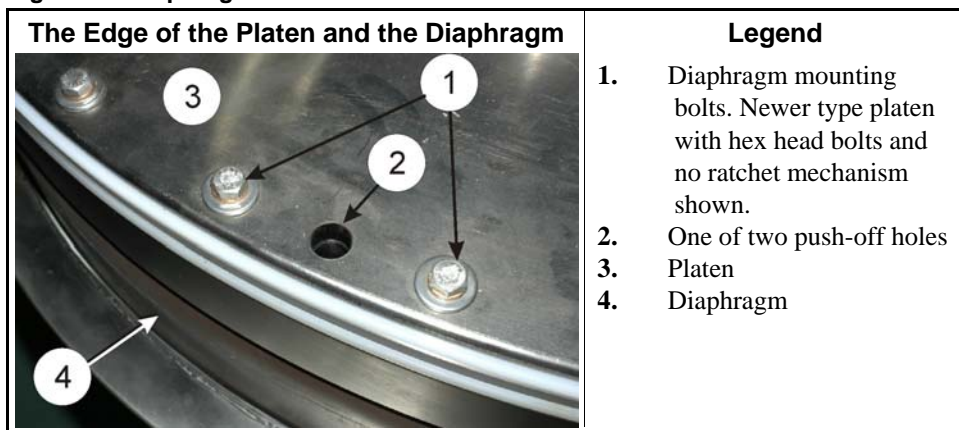 The Edge of the Platen and the Diaphragm
3
1
2
4
Legend
1. Diaphragm mounting
bolts. Newer type platen
with hex head bolts and
no ratchet mechanism
shown.
2. One of two push-off holes
3. Platen
4. Diaphragm